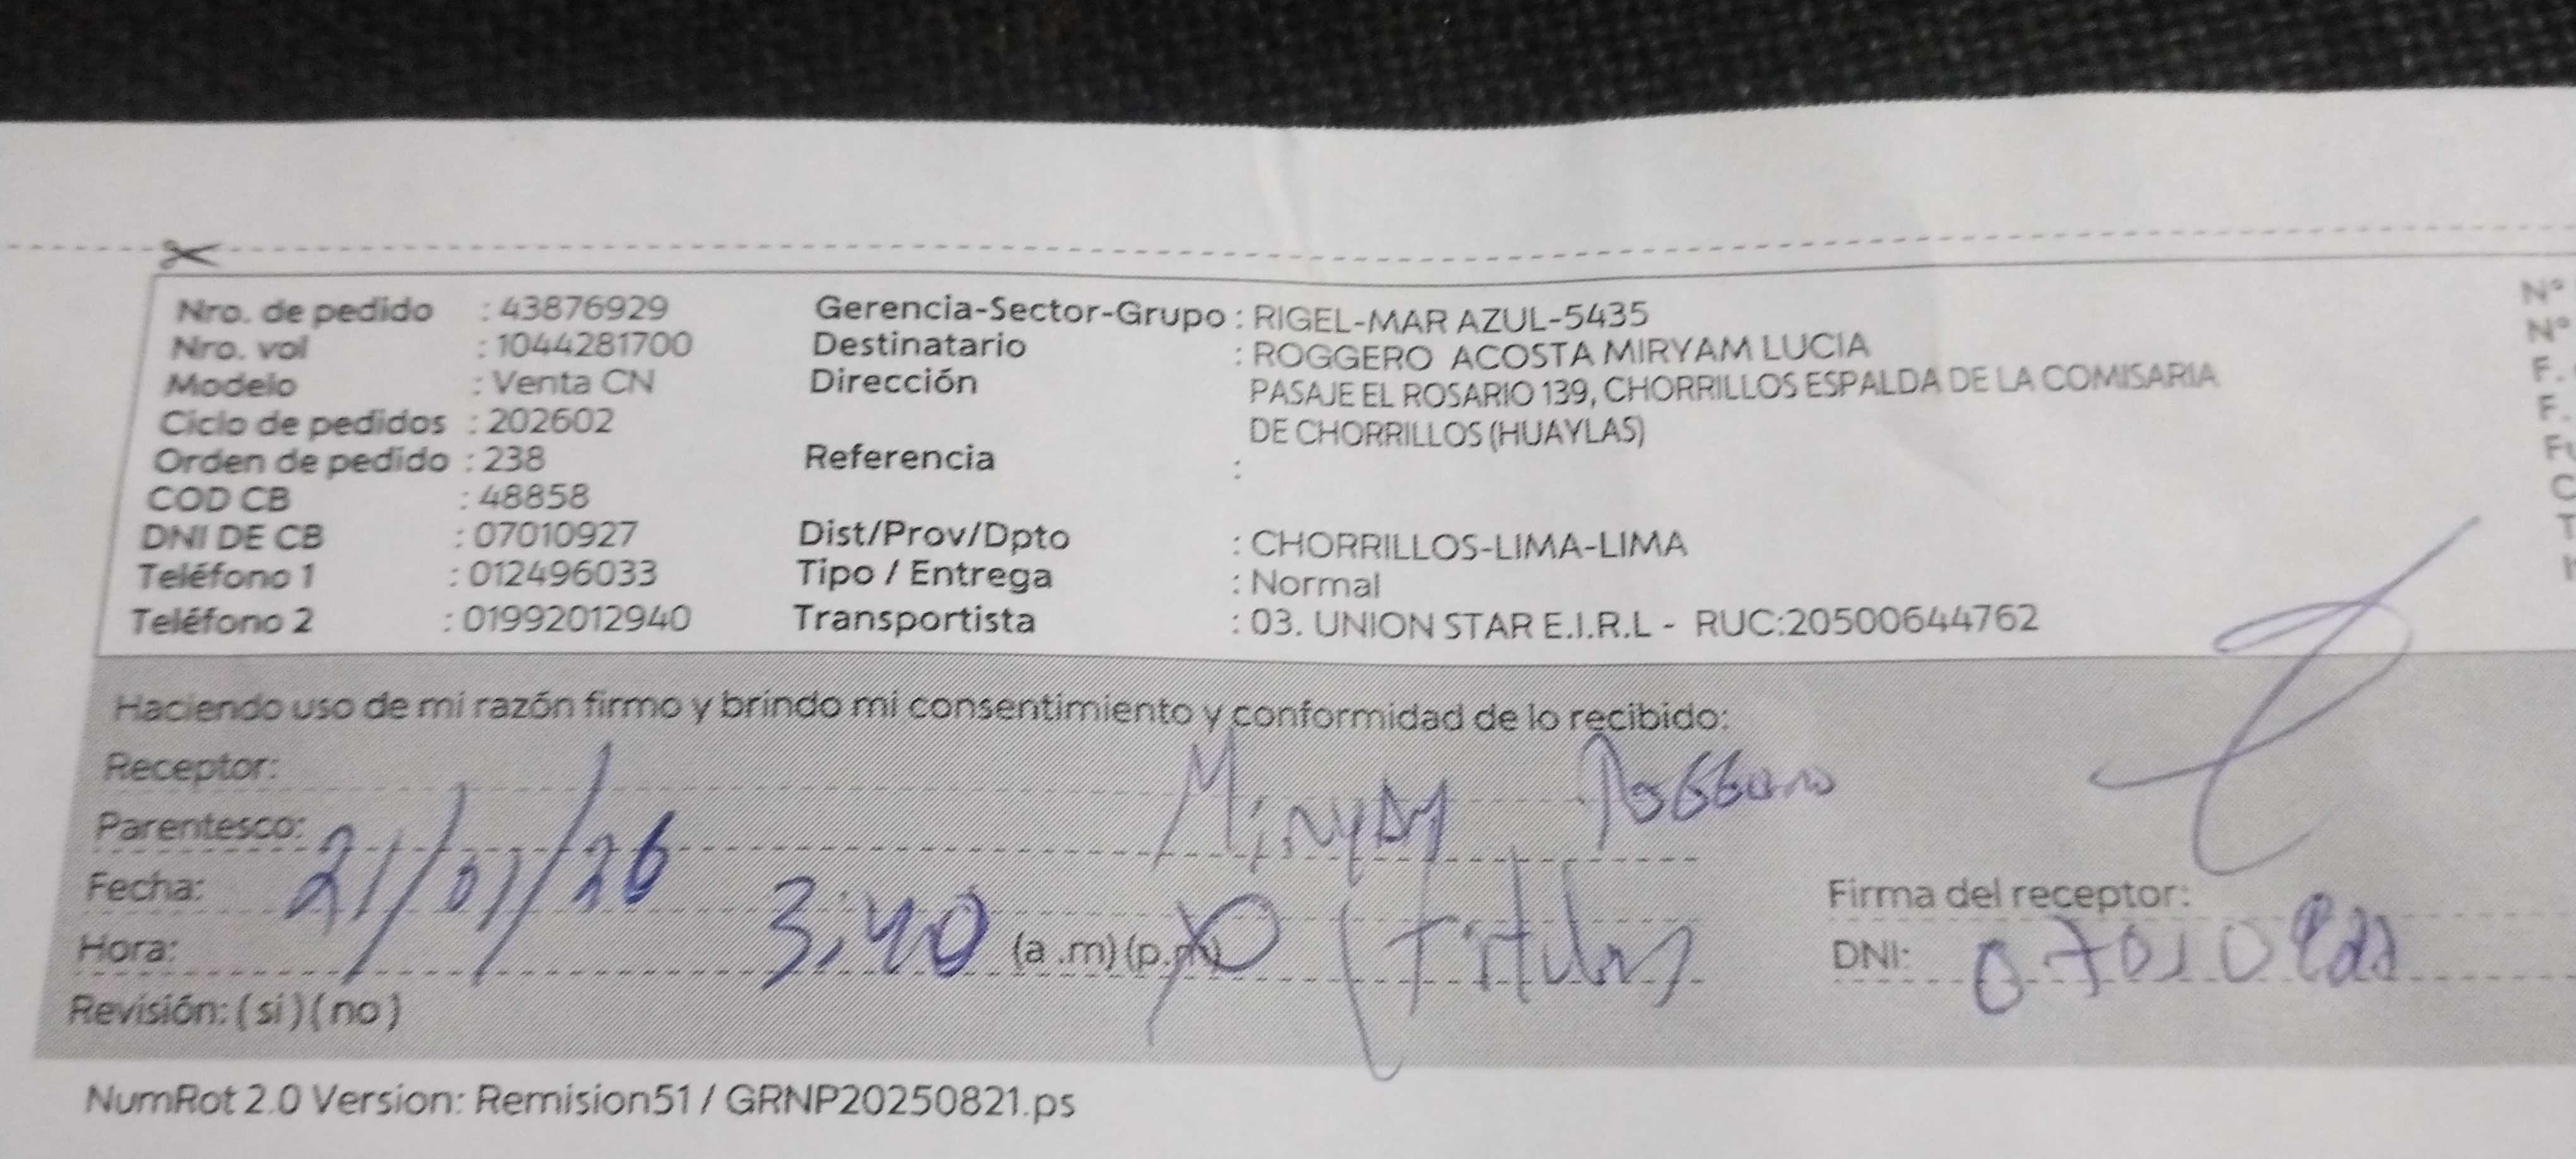 Nro. de pedido : 43876929 Gerencia-Sector-Grupo : RIGEL-MAR AZUL-5435 N°
Nro. vol : 1044281700 Destinatario : ROGGERO ACOSTA MIRYAM LUCIA N°
Modelo : Venta CN Dirección PASAJE EL ROSARIO 139, CHORRILLOS ESPALDA DE LA COMISARIA F.
Ciclo de pedidos : 202602 DE CHORRILLOS (HUAYLAS) F.
Orden de pedido : 238 Referencia :
COD CB : 48858
DNI DE CB : 07010927 Dist/Prov/Dpto : CHORRILLOS-LIMA-LIMA
Teléfono 1 : 012496033 Tipo / Entrega : Normal
Teléfono 2 : 01992012940 Transportista : 03. UNION STAR E.I.R.L - RUC:20500644762
Haciendo uso de mi razón firmo y brindo mi consentimiento y conformidad de lo recibido:
Receptor: Miryam Roggero
Parentesco:
Fecha: 21/01/26 Firma del receptor:
Hora: 3:40 (a .m) (p.m) DNI:
Revisión: ( si ) ( no )
NumRot 2.0 Version: Remision51 / GRNP20250821.ps